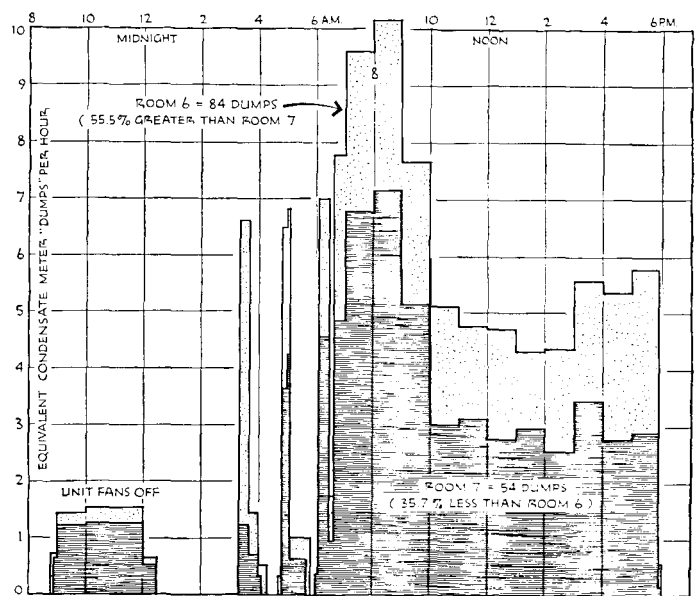 8 10 12 2 4 6 A.M. 10 12 2 4 6 P.M.
MIDNIGHT NOON
10
9
8
7
6
5
4
3
2
1
0
EQUIVALENT CONDENSATE METER "DUMPS" PER HOUR
8
ROOM 6 = 84 DUMPS
( 55.5% GREATER THAN ROOM 7
UNIT FANS OFF
ROOM 7 = 54 DUMPS
( 35.7% LESS THAN ROOM 6 )